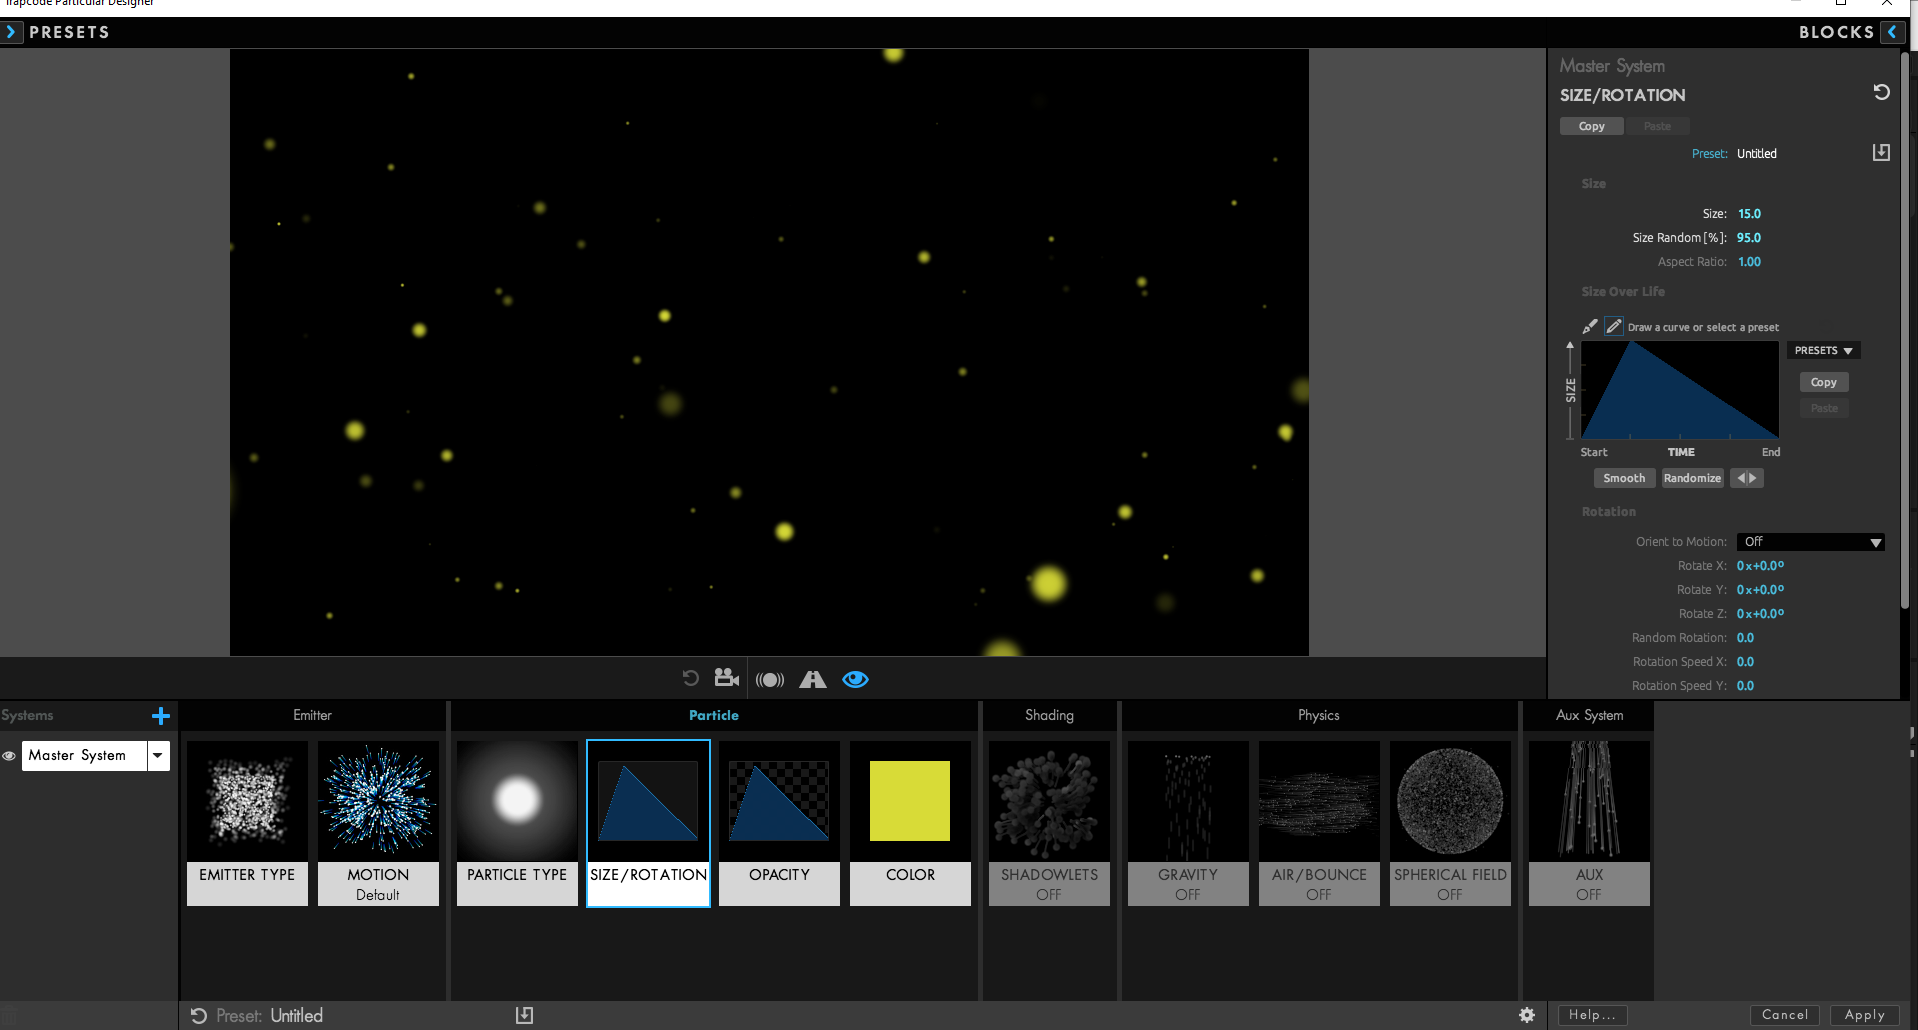 Trapcode Particular Designer
PRESETS
BLOCKS
Master System
SIZE/ROTATION
Copy Paste
Preset: Untitled
Size
Size: 15.0
Size Random [%]: 95.0
Aspect Ratio: 1.00
Size Over Life
Draw a curve or select a preset
PRESETS
SIZE
Copy
Paste
Start TIME End
Smooth Randomize
Rotation
Orient to Motion: Off
Rotate X: 0x+0.0º
Rotate Y: 0x+0.0º
Rotate Z: 0x+0.0º
Random Rotation: 0.0
Rotation Speed X: 0.0
Rotation Speed Y: 0.0
Systems
Emitter
Particle
Shading
Physics
Aux System
Master System
EMITTER TYPE
MOTION
Default
PARTICLE TYPE
SIZE/ROTATION
OPACITY
COLOR
SHADOWLETS
OFF
GRAVITY
OFF
AIR/BOUNCE
OFF
SPHERICAL FIELD
OFF
AUX
OFF
Preset: Untitled
Help...
Cancel
Apply